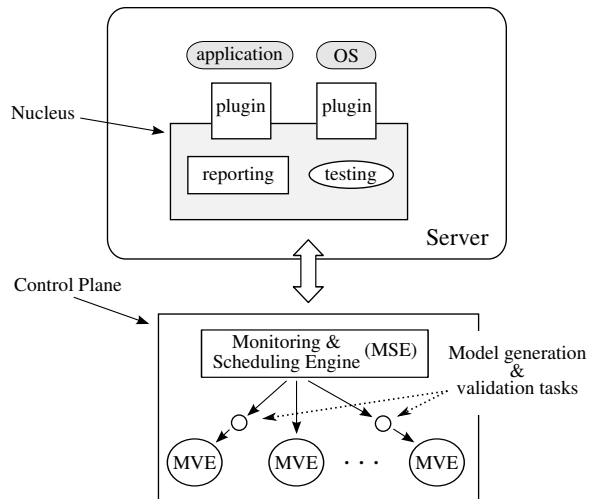 application
OS
Nucleus
plugin
plugin
reporting
testing
Server
Control Plane
Monitoring &
Scheduling Engine
(MSE)
Model generation
&
validation tasks
MVE
MVE
. . .
MVE